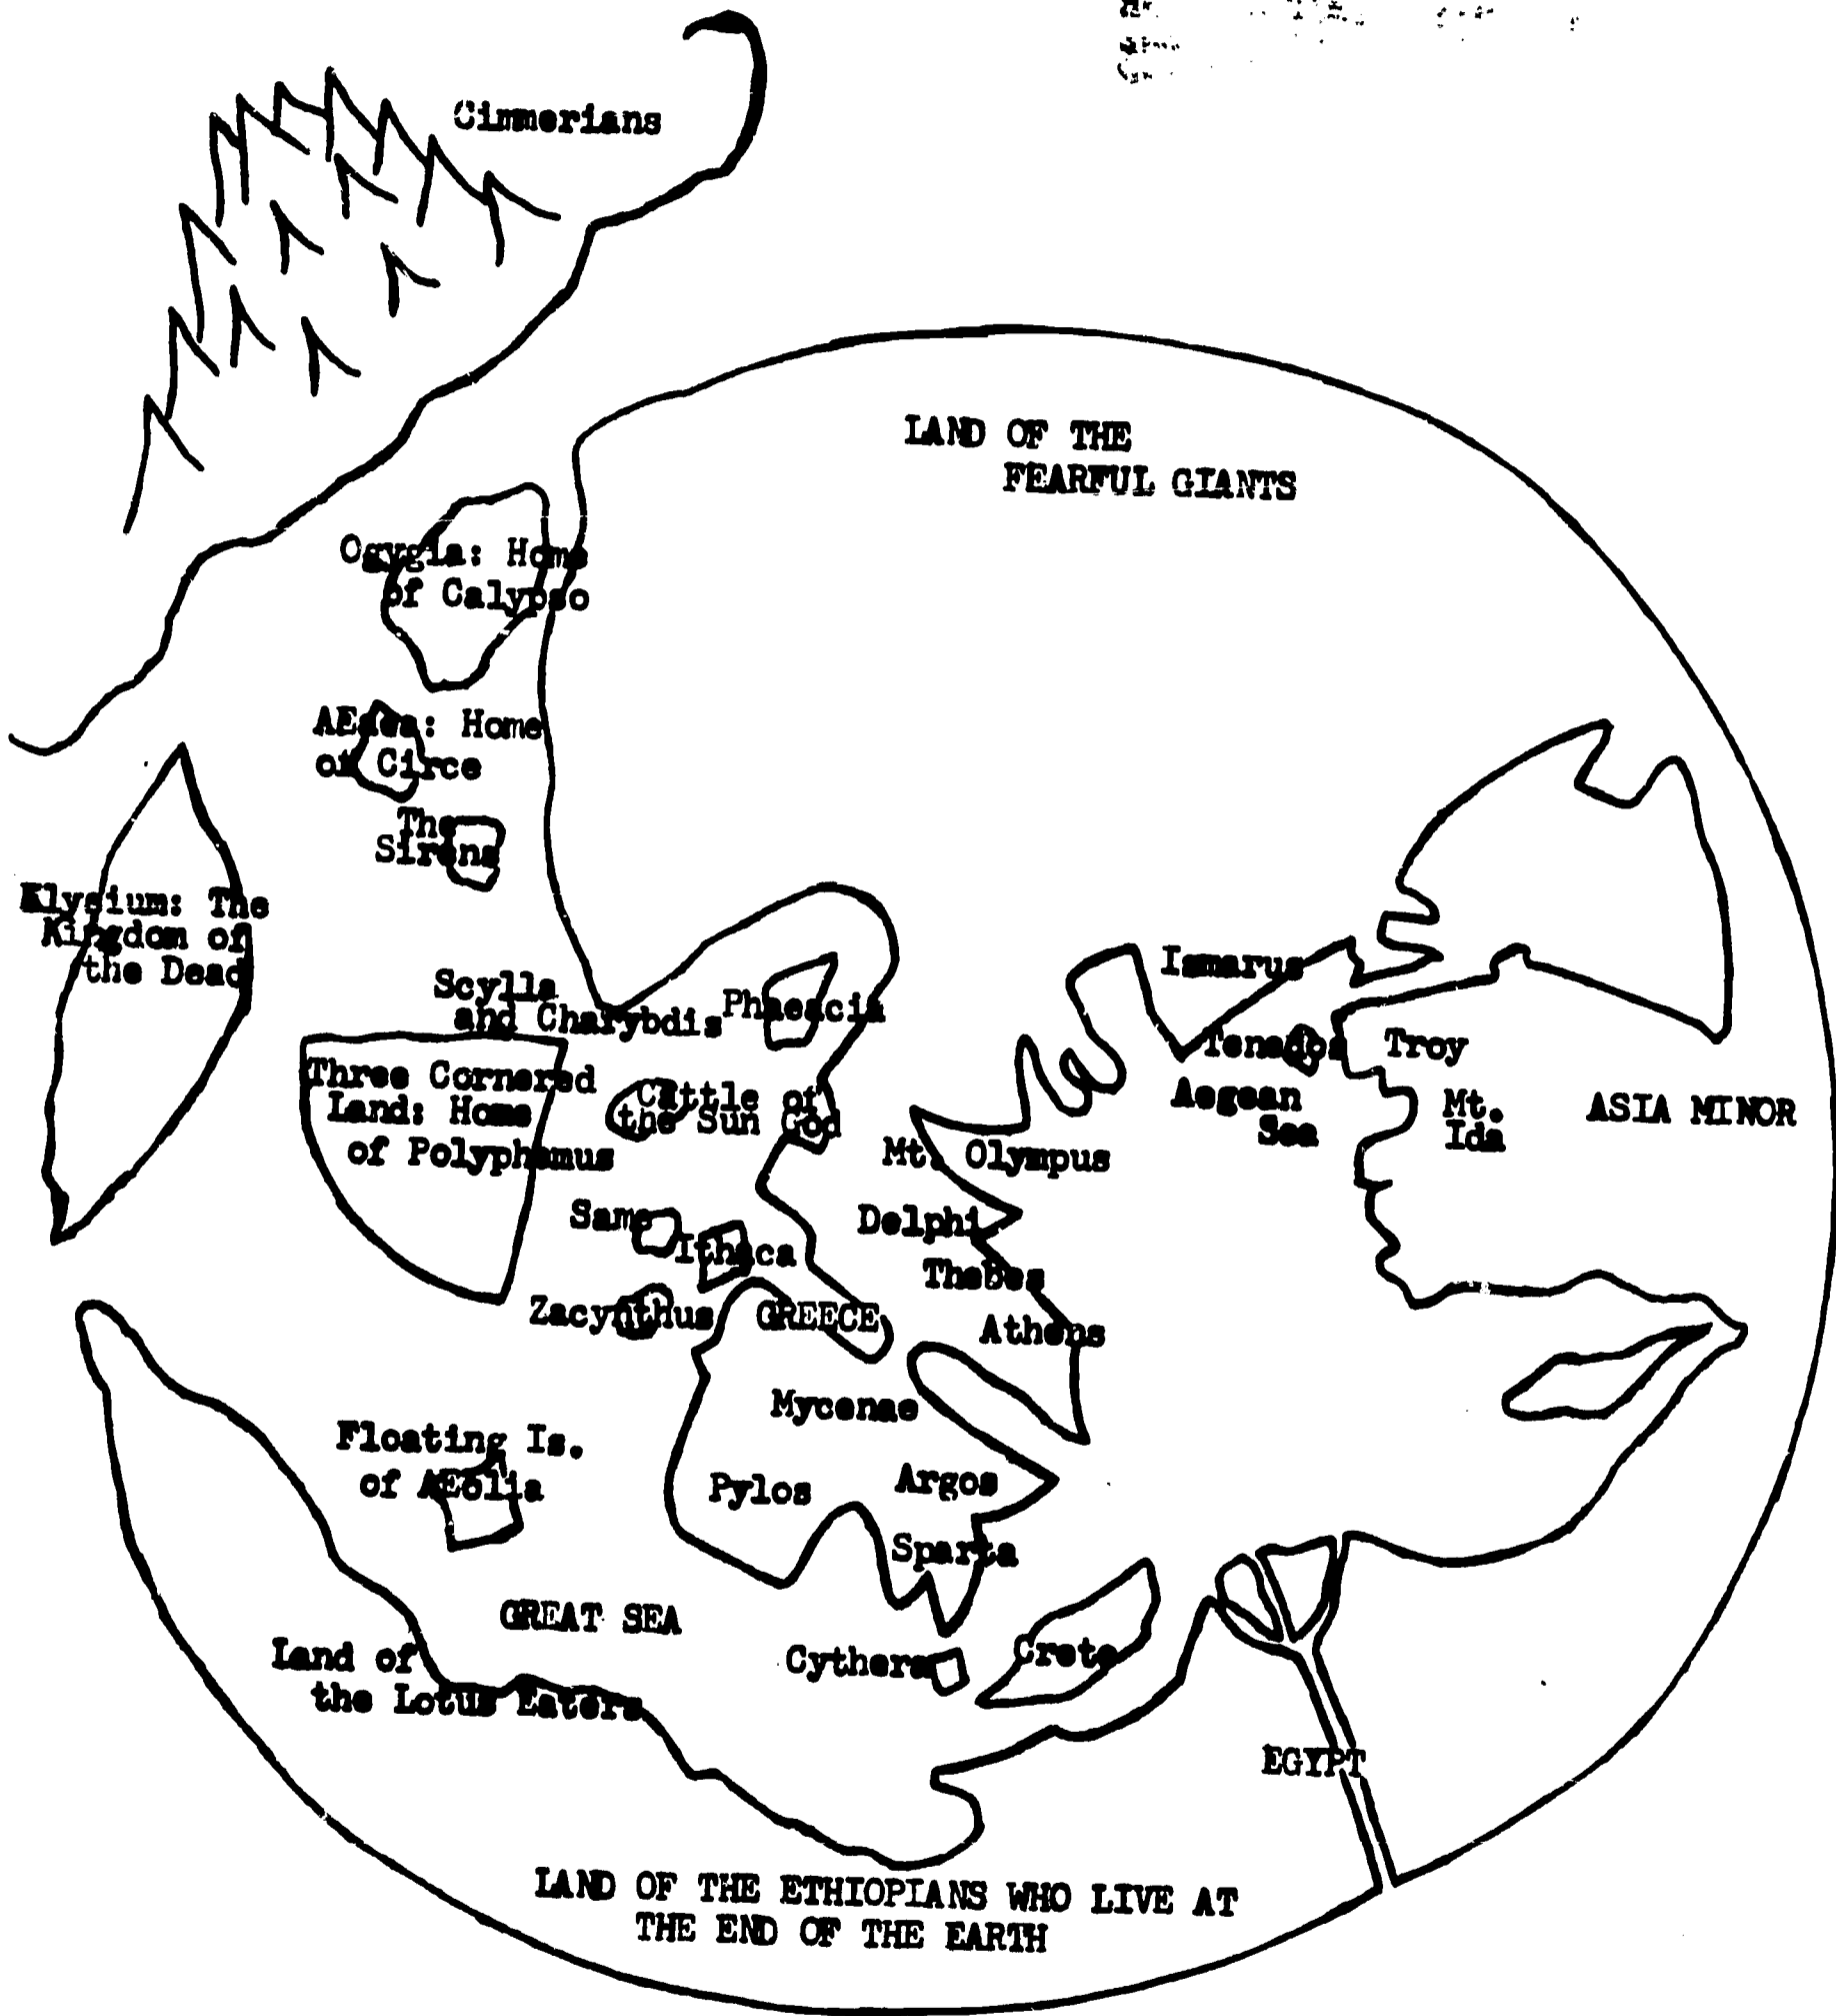 Cimmerians
LAND OF THE
FEARFUL GIANTS
Ogygia: Home
of Calypso
AEaea: Home
of Circe
The
Sirens
Elysium: The
Kingdom of
the Dead
Scylla
and Charybdis
Phaeacia
Ismarus
Tenedos
Troy
Three Cornered
Land: Home
of Polyphemus
Cattle of
the Sun God
Aegean
Sea
Mt.
Ida
ASIA MINOR
Mt. Olympus
Same
Ithaca
Delphi
Thebes
Zacynthus
GREECE
Athens
Mycenae
Floating Is.
of AEolia
Pylos
Argos
Sparta
GREAT SEA
Land of
the Lotus Eaters
Cythera
Crete
EGYPT
LAND OF THE ETHIOPIANS WHO LIVE AT
THE END OF THE EARTH